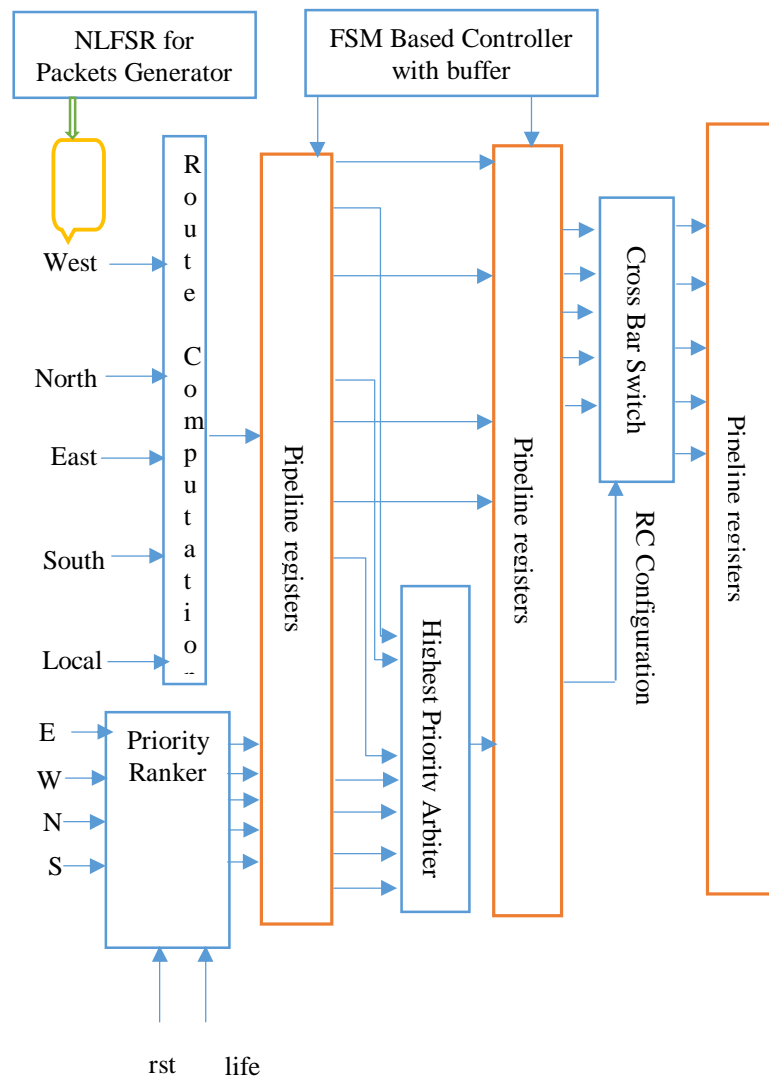 NLFSR for
Packets Generator
FSM Based Controller
with buffer
West
North
East
South
Local
Route Computation
Pipeline registers
Pipeline registers
Cross Bar Switch
Pipeline registers
RC Configuration
Highest Priority Arbiter
E
W
N
S
Priority
Ranker
rst
life